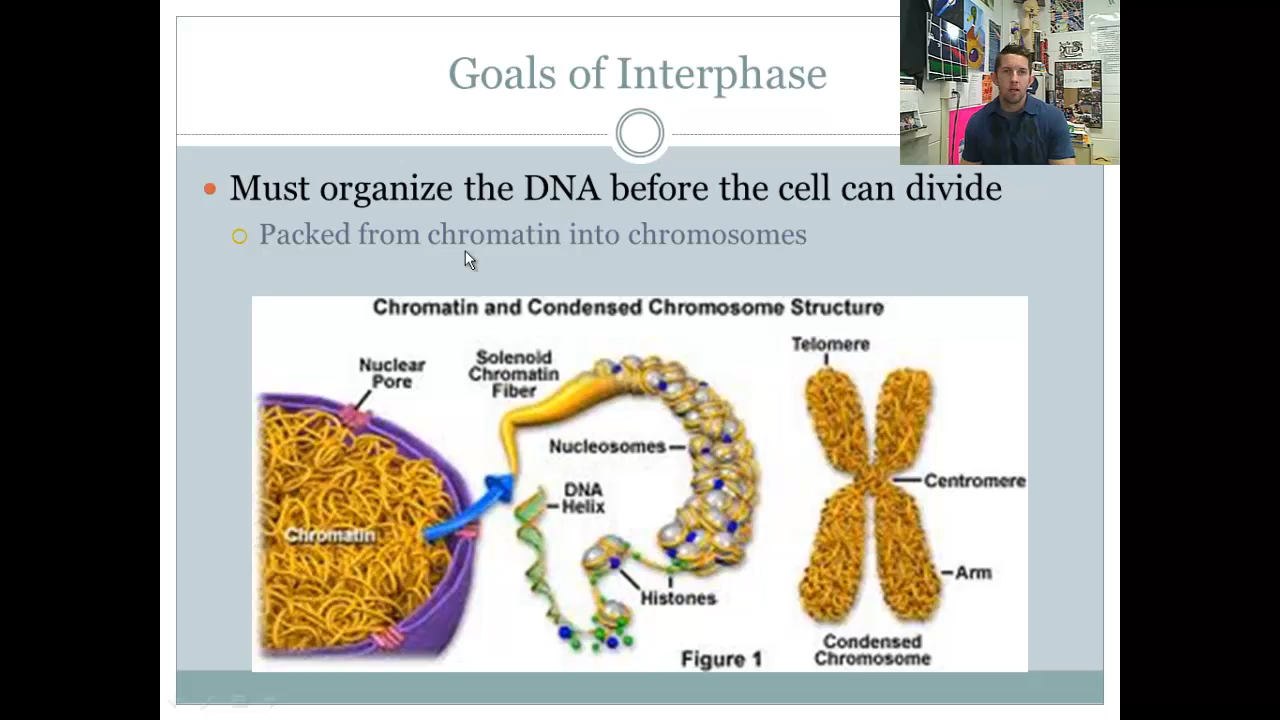 Goals of Interphase
Must organize the DNA before the cell can divide
Packed from chromatin into chromosomes
Chromatin and Condensed Chromosome Structure
Telomere
Nuclear
Pore
Solenoid
Chromatin
Fiber
Nucleosomes
Centromere
DNA
Helix
Chromatin
Arm
Histones
Condensed
Chromosome
Figure 1